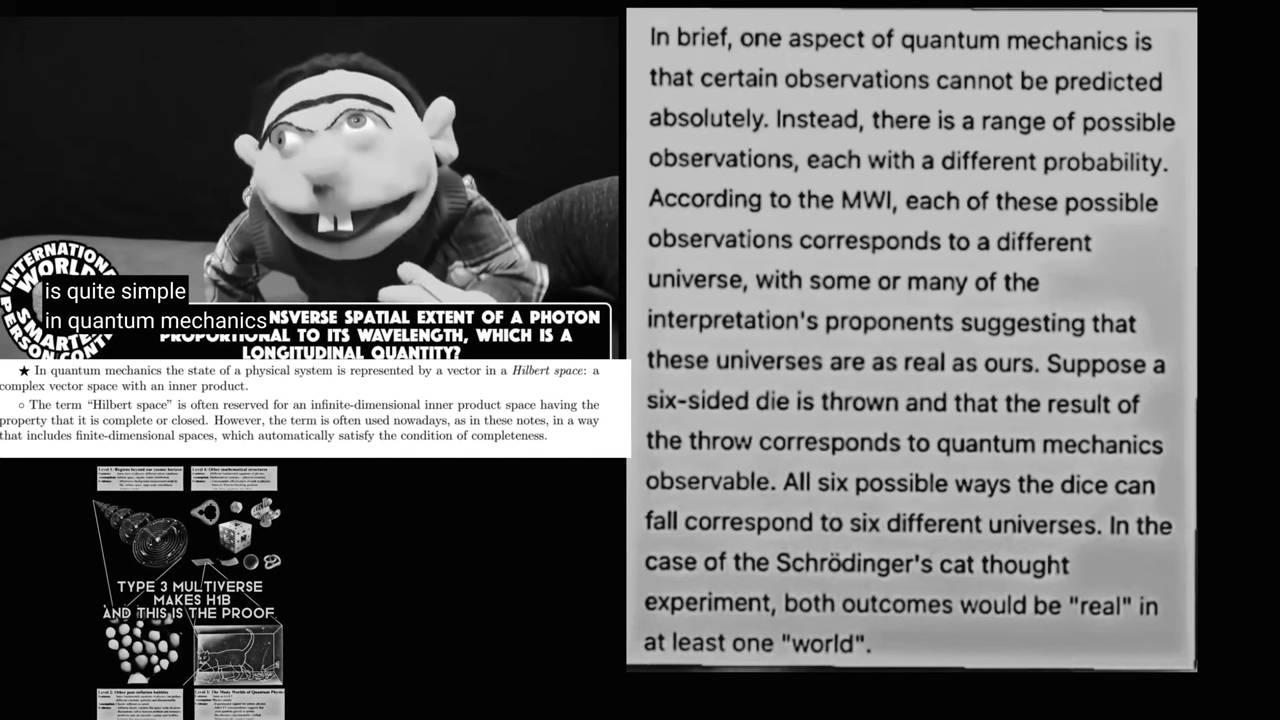 INTERNATIO
WORLD
SMARTE
PERSON CONT
is quite simple
in quantum mechanics
NSVERSE SPATIAL EXTENT OF A PHOTON
PROPORTIONAL TO ITS WAVELENGTH, WHICH IS A
LONGITUDINAL QUANTITY?
★ In quantum mechanics the state of a physical system is represented by a vector in a Hilbert space: a
complex vector space with an inner product.
○ The term “Hilbert space” is often reserved for an infinite-dimensional inner product space having the
property that it is complete or closed. However, the term is often used nowadays, as in these notes, in a way
that includes finite-dimensional spaces, which automatically satisfy the condition of completeness.
Level 1: Regions beyond our cosmic horizon
Level 4: Other mathematical structures
TYPE 3 MULTIVERSE
MAKES H1B
AND THIS IS THE PROOF.
Level 2: Other post-inflation bubbles
Level 3: The Many Worlds of Quantum Physics
In brief, one aspect of quantum mechanics is
that certain observations cannot be predicted
absolutely. Instead, there is a range of possible
observations, each with a different probability.
According to the MWI, each of these possible
observations corresponds to a different
universe, with some or many of the
interpretation's proponents suggesting that
these universes are as real as ours. Suppose a
six-sided die is thrown and that the result of
the throw corresponds to quantum mechanics
observable. All six possible ways the dice can
fall correspond to six different universes. In the
case of the Schrödinger's cat thought
experiment, both outcomes would be "real" in
at least one "world".